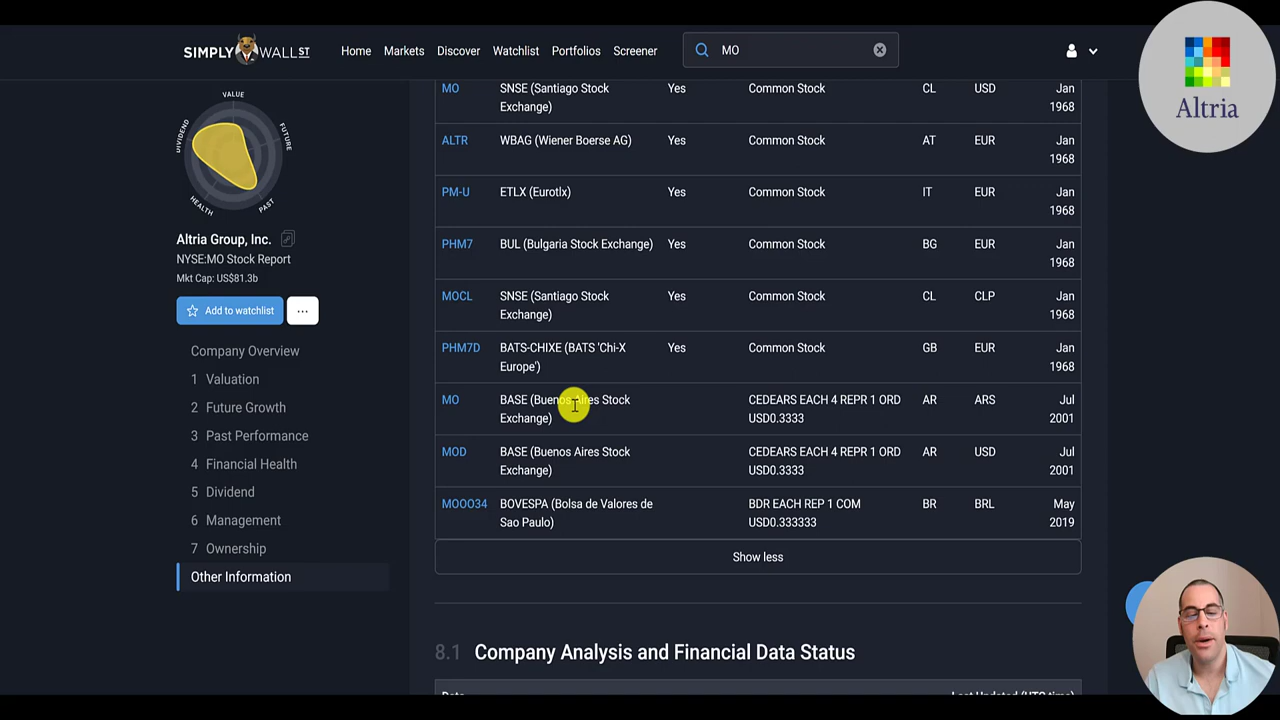 SIMPLY WALL ST
Home Markets Discover Watchlist Portfolios Screener
MO
Altria
VALUE
FUTURE
PAST
HEALTH
DIVIDEND
Altria Group, Inc.
NYSE:MO Stock Report
Mkt Cap: US$81.3b
Add to watchlist
...
Company Overview
1 Valuation
2 Future Growth
3 Past Performance
4 Financial Health
5 Dividend
6 Management
7 Ownership
Other Information
MO SNSE (Santiago Stock Yes Common Stock CL USD Jan
Exchange) 1968
ALTR WBAG (Wiener Boerse AG) Yes Common Stock AT EUR Jan
1968
PM-U ETLX (Eurotlx) Yes Common Stock IT EUR Jan
1968
PHM7 BUL (Bulgaria Stock Exchange) Yes Common Stock BG EUR Jan
1968
MOCL SNSE (Santiago Stock Yes Common Stock CL CLP Jan
Exchange) 1968
PHM7D BATS-CHIXE (BATS 'Chi-X Yes Common Stock GB EUR Jan
Europe') 1968
MO BASE (Buenos Aires Stock CEDEARS EACH 4 REPR 1 ORD AR ARS Jul
Exchange) USD0.3333 2001
MOD BASE (Buenos Aires Stock CEDEARS EACH 4 REPR 1 ORD AR USD Jul
Exchange) USD0.3333 2001
MOOO34 BOVESPA (Bolsa de Valores de BDR EACH REP 1 COM BR BRL May
Sao Paulo) USD0.333333 2019
Show less
8.1 Company Analysis and Financial Data Status
Data Last Updated (UTC time)